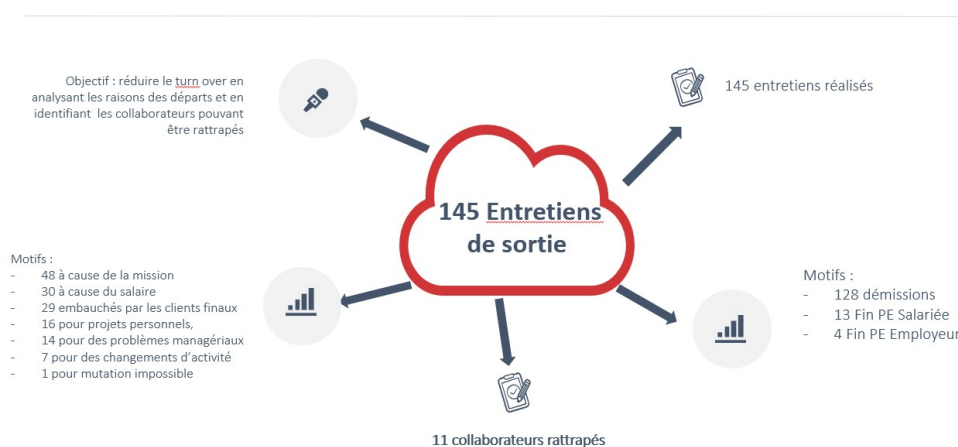 Objectif : réduire le turn over en
analysant les raisons des départs et en
identifiant les collaborateurs pouvant
être rattrapés
145 entretiens réalisés
145 Entretiens
de sortie
Motifs :
- 48 à cause de la mission
- 30 à cause du salaire
- 29 embauchés par les clients finaux
- 16 pour projets personnels,
- 14 pour des problèmes managériaux
- 7 pour des changements d'activité
- 1 pour mutation impossible
Motifs :
- 128 démissions
- 13 Fin PE Salariée
- 4 Fin PE Employeur
11 collaborateurs rattrapés